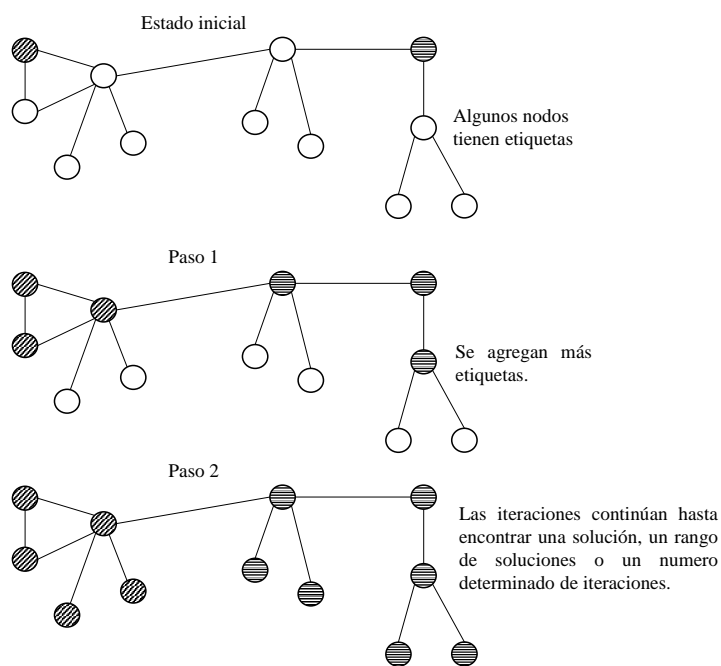 Estado inicial
Algunos nodos
tienen etiquetas
Paso 1
Se agregan más
etiquetas.
Paso 2
Las iteraciones continúan hasta
encontrar una solución, un rango
de soluciones o un numero
determinado de iteraciones.